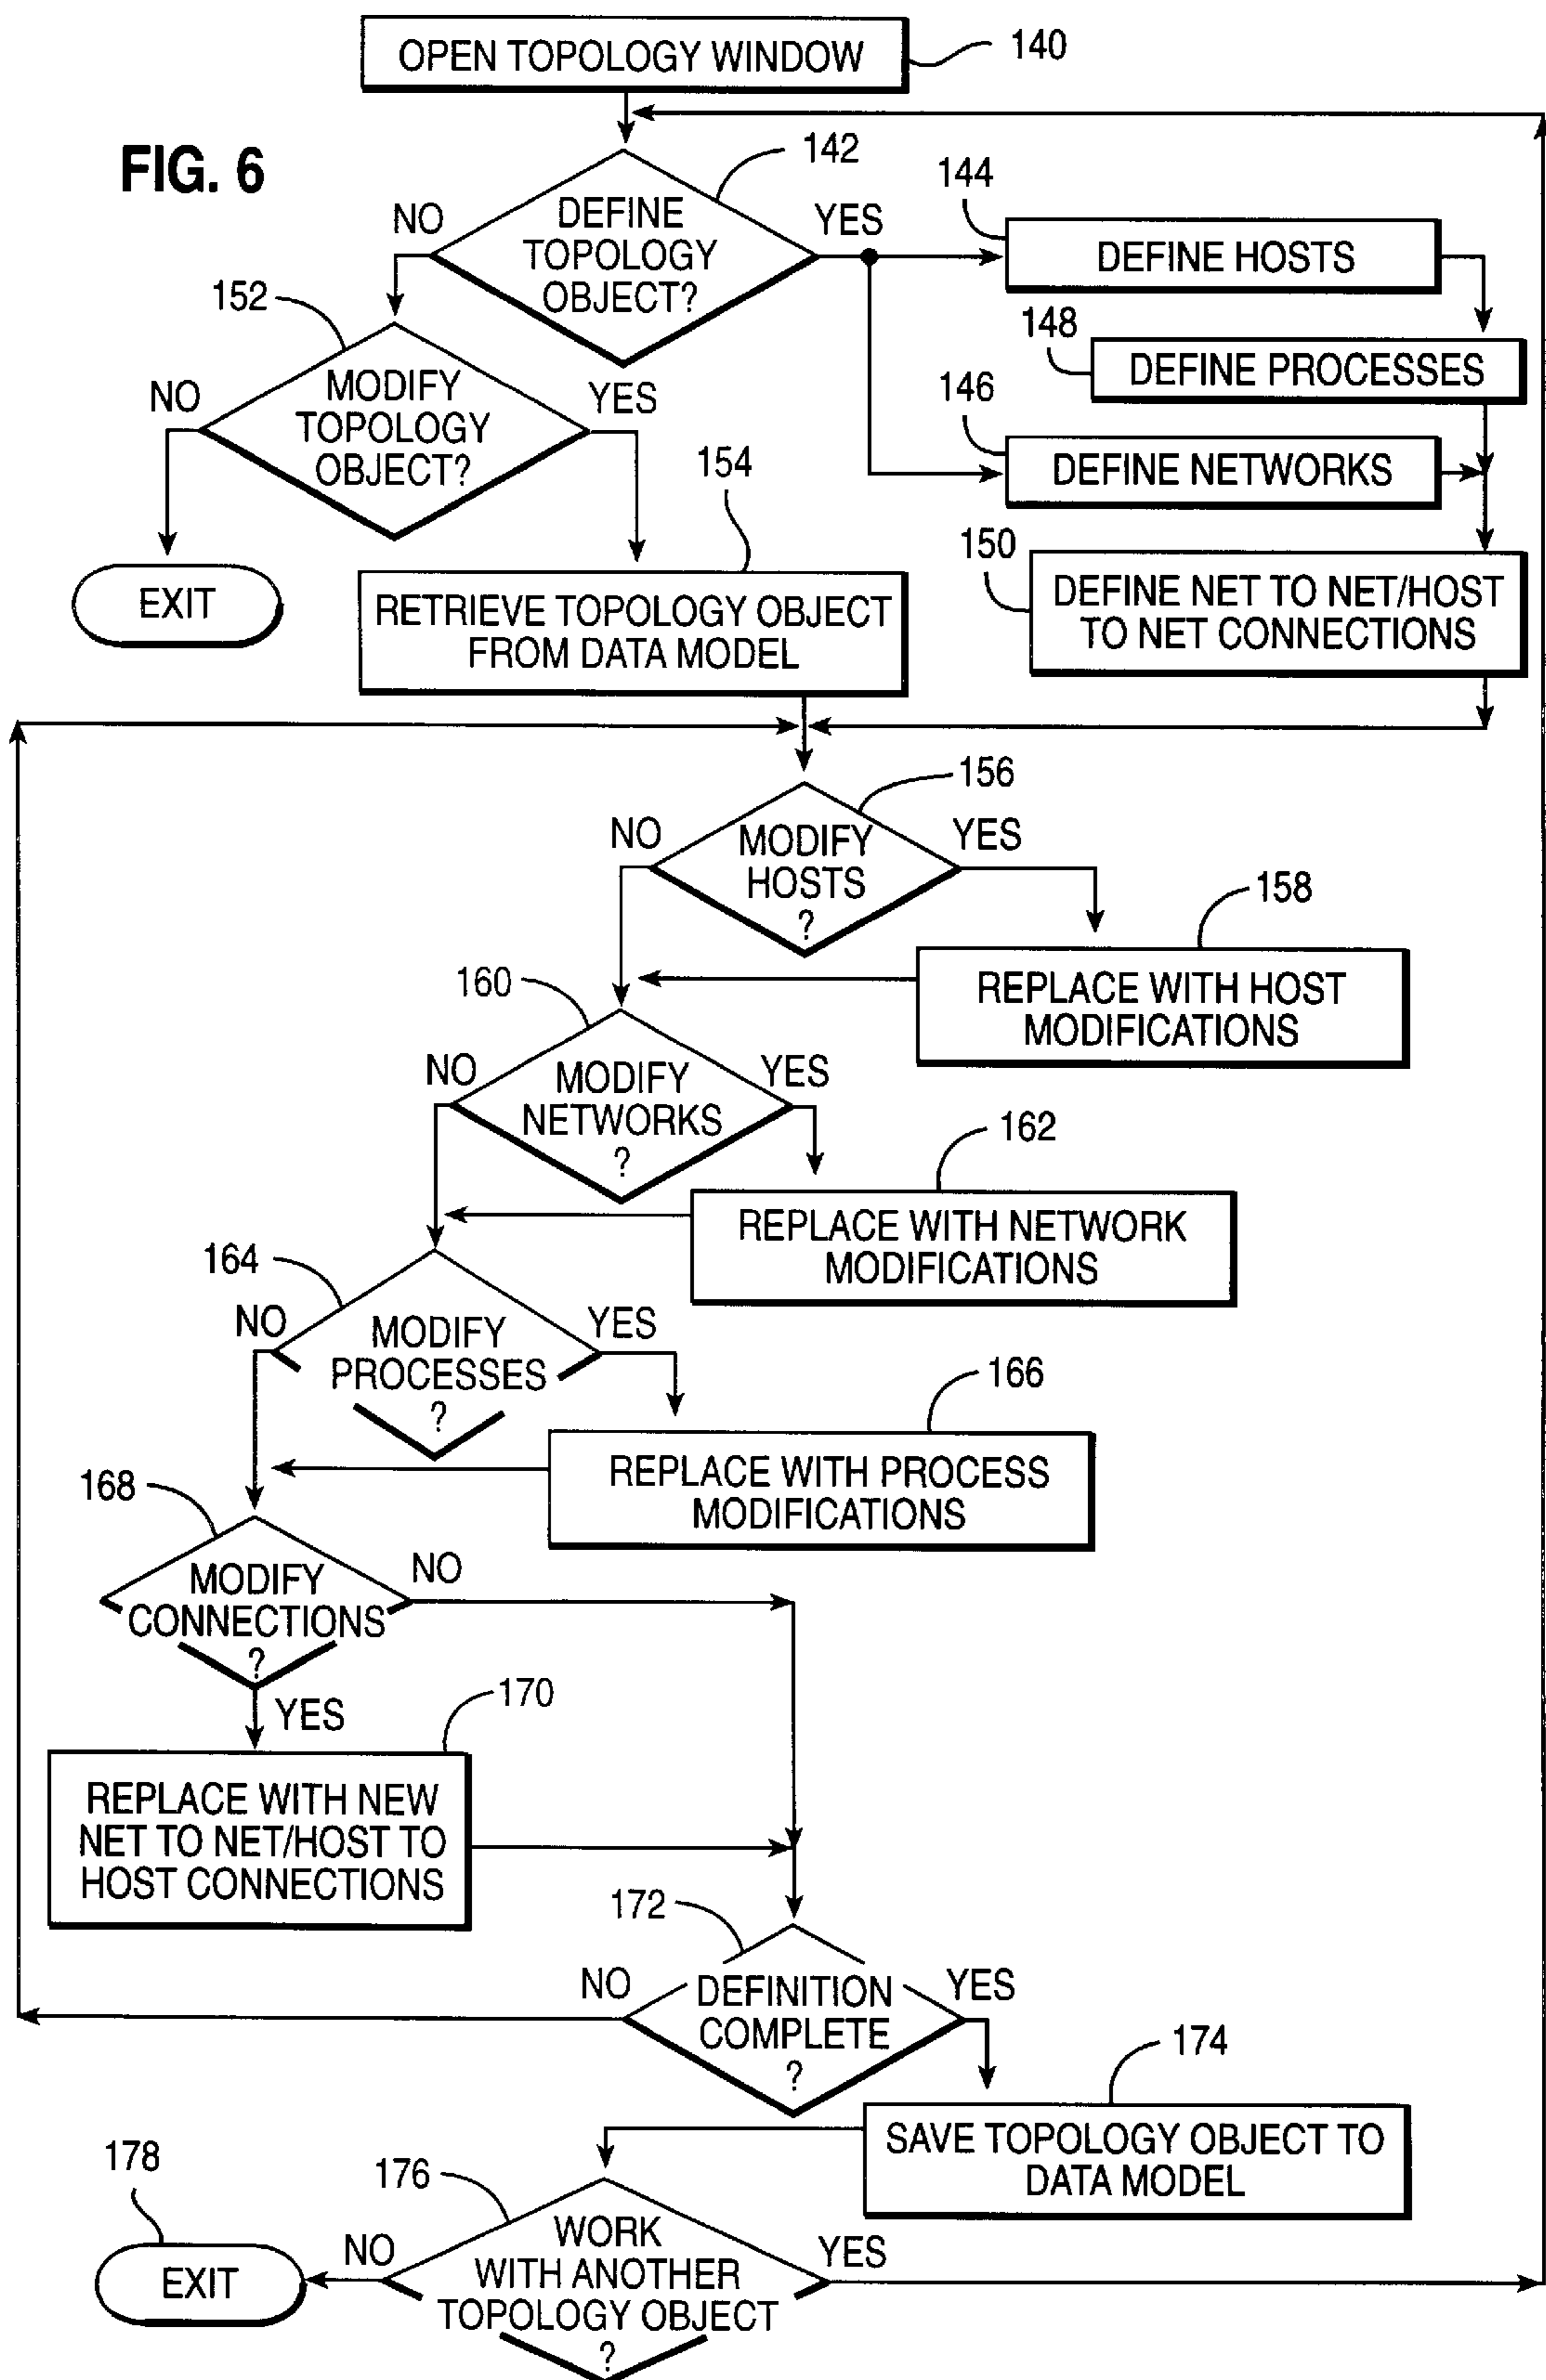 OPEN TOPOLOGY WINDOW
140
FIG. 6
142
DEFINE
TOPOLOGY
OBJECT?
NO
YES
144
DEFINE HOSTS
148
DEFINE PROCESSES
146
DEFINE NETWORKS
150
DEFINE NET TO NET/HOST
TO NET CONNECTIONS
152
MODIFY
TOPOLOGY
OBJECT?
NO
YES
EXIT
154
RETRIEVE TOPOLOGY OBJECT
FROM DATA MODEL
156
MODIFY
HOSTS
?
NO
YES
158
REPLACE WITH HOST
MODIFICATIONS
160
MODIFY
NETWORKS
?
NO
YES
162
REPLACE WITH NETWORK
MODIFICATIONS
164
MODIFY
PROCESSES
?
NO
YES
166
REPLACE WITH PROCESS
MODIFICATIONS
168
MODIFY
CONNECTIONS
?
NO
YES
170
REPLACE WITH NEW
NET TO NET/HOST TO
HOST CONNECTIONS
172
DEFINITION
COMPLETE
?
NO
YES
174
SAVE TOPOLOGY OBJECT TO
DATA MODEL
176
WORK
WITH ANOTHER
TOPOLOGY OBJECT
?
NO
YES
178
EXIT